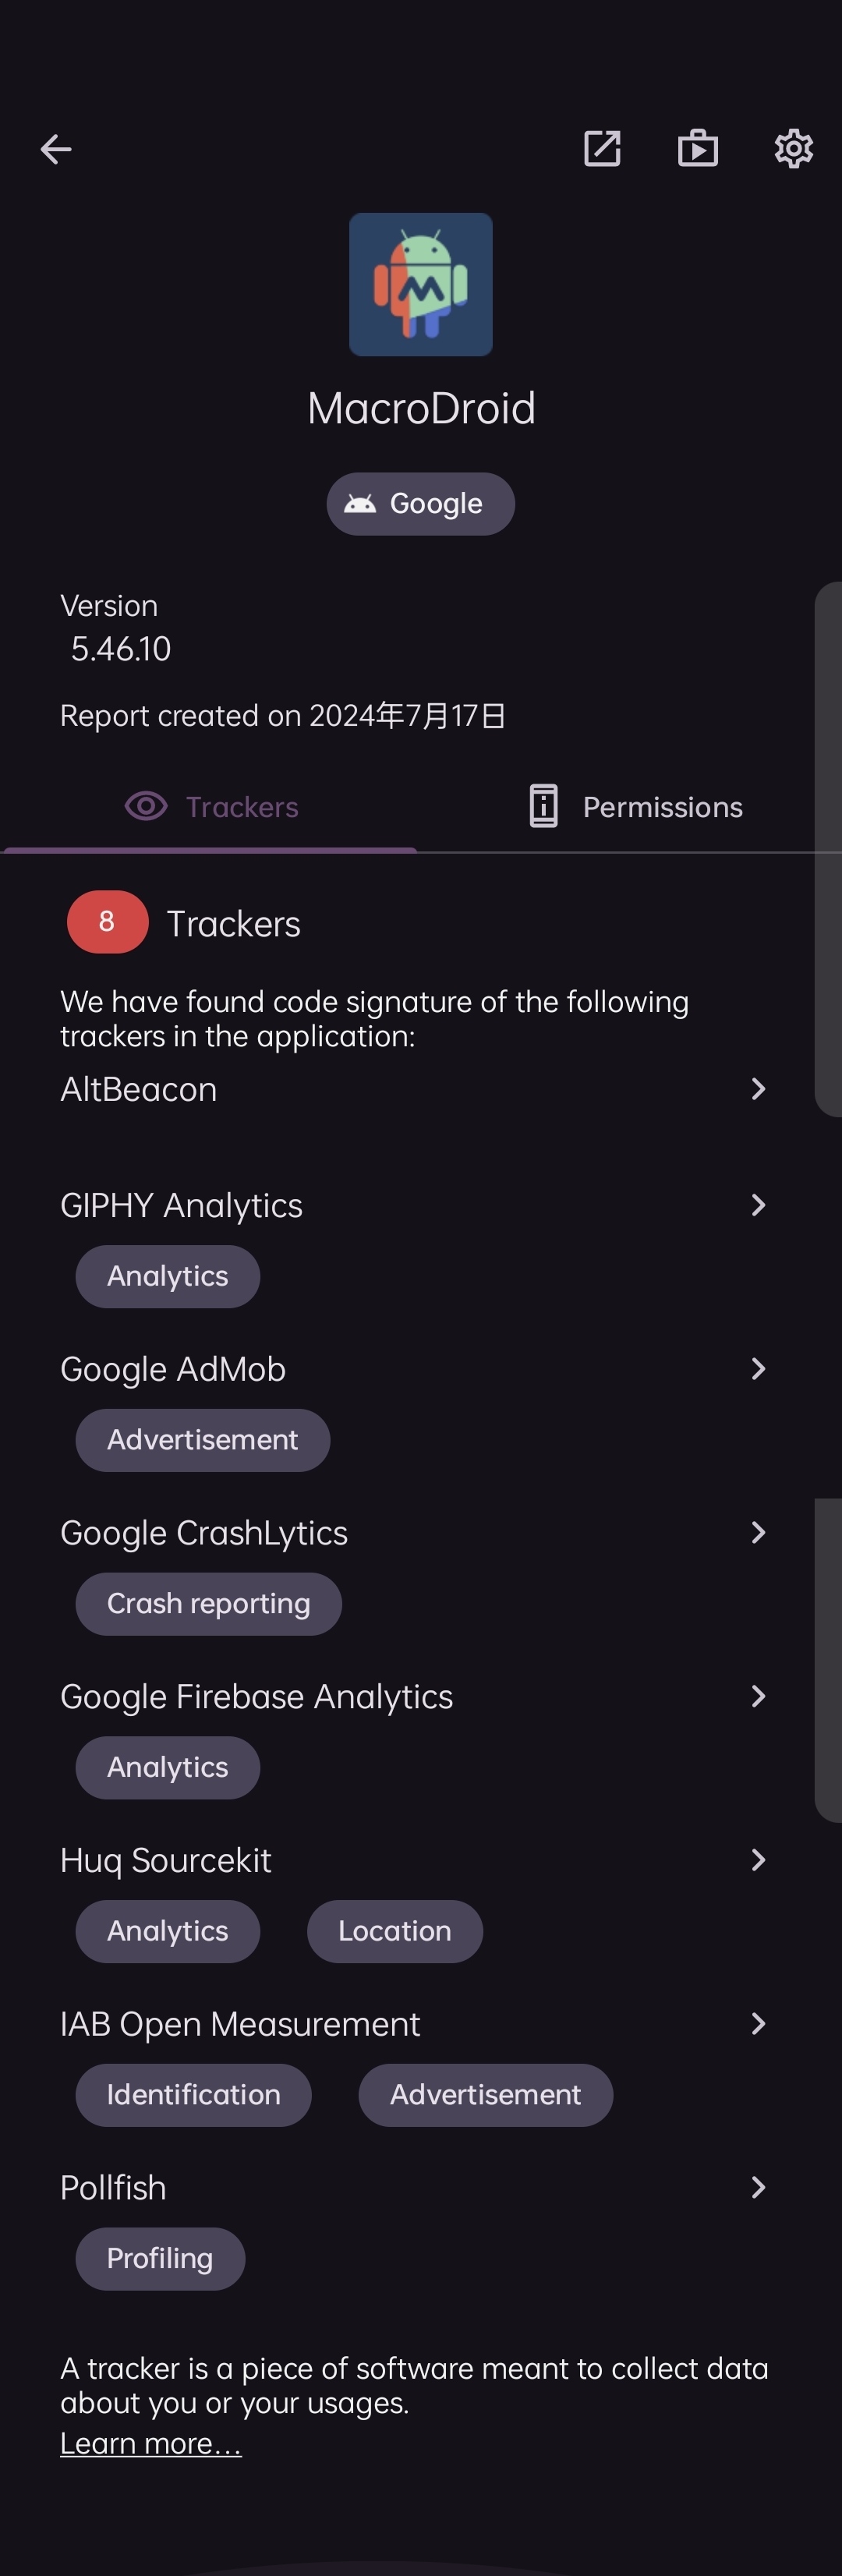 MacroDroid
Google
Version
5.46.10
Report created on 2024年7月17日
Trackers
Permissions
8 Trackers
We have found code signature of the following
trackers in the application:
AltBeacon
GIPHY Analytics
Analytics
Google AdMob
Advertisement
Google CrashLytics
Crash reporting
Google Firebase Analytics
Analytics
Huq Sourcekit
Analytics Location
IAB Open Measurement
Identification Advertisement
Pollfish
Profiling
A tracker is a piece of software meant to collect data
about you or your usages.
Learn more...